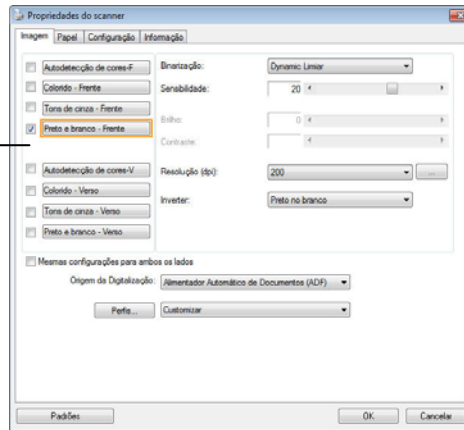 Propriedades do scanner
Imagem Papel Configuração Informação
Autodetecção de cores-F
Colorido - Frente
Tons de cinza - Frente
Preto e branco - Frente
Autodetecção de cores-V
Colorido - Verso
Tons de cinza - Verso
Preto e branco - Verso
Binarização: Dynamic Limiar
Sensabilidade: 20
Brilho: 0
Contraste:
Resolução (dpi): 200 ...
Inverter: Preto no branco
Mesmas configurações para ambos os lados
Origem da Digitalização: Alimentador Automático de Documentos (ADF)
Perfis... Customizar
Padrões OK Cancelar